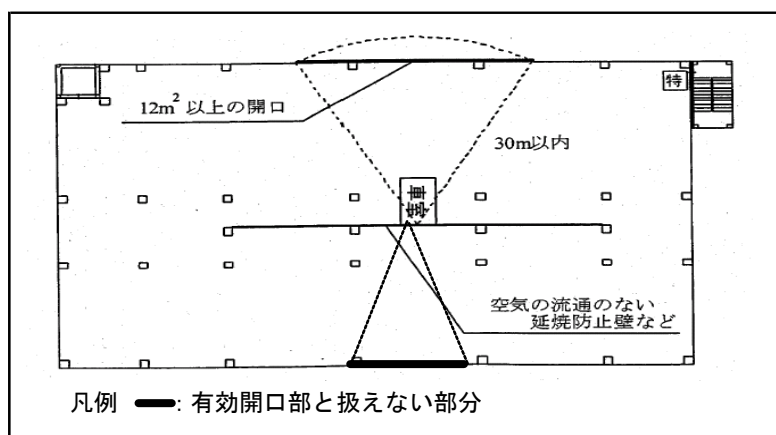 特
12m² 以上の開口
30m以内
車室
空気の流通のない
延焼防止壁など
凡例 ━: 有効開口部と扱えない部分